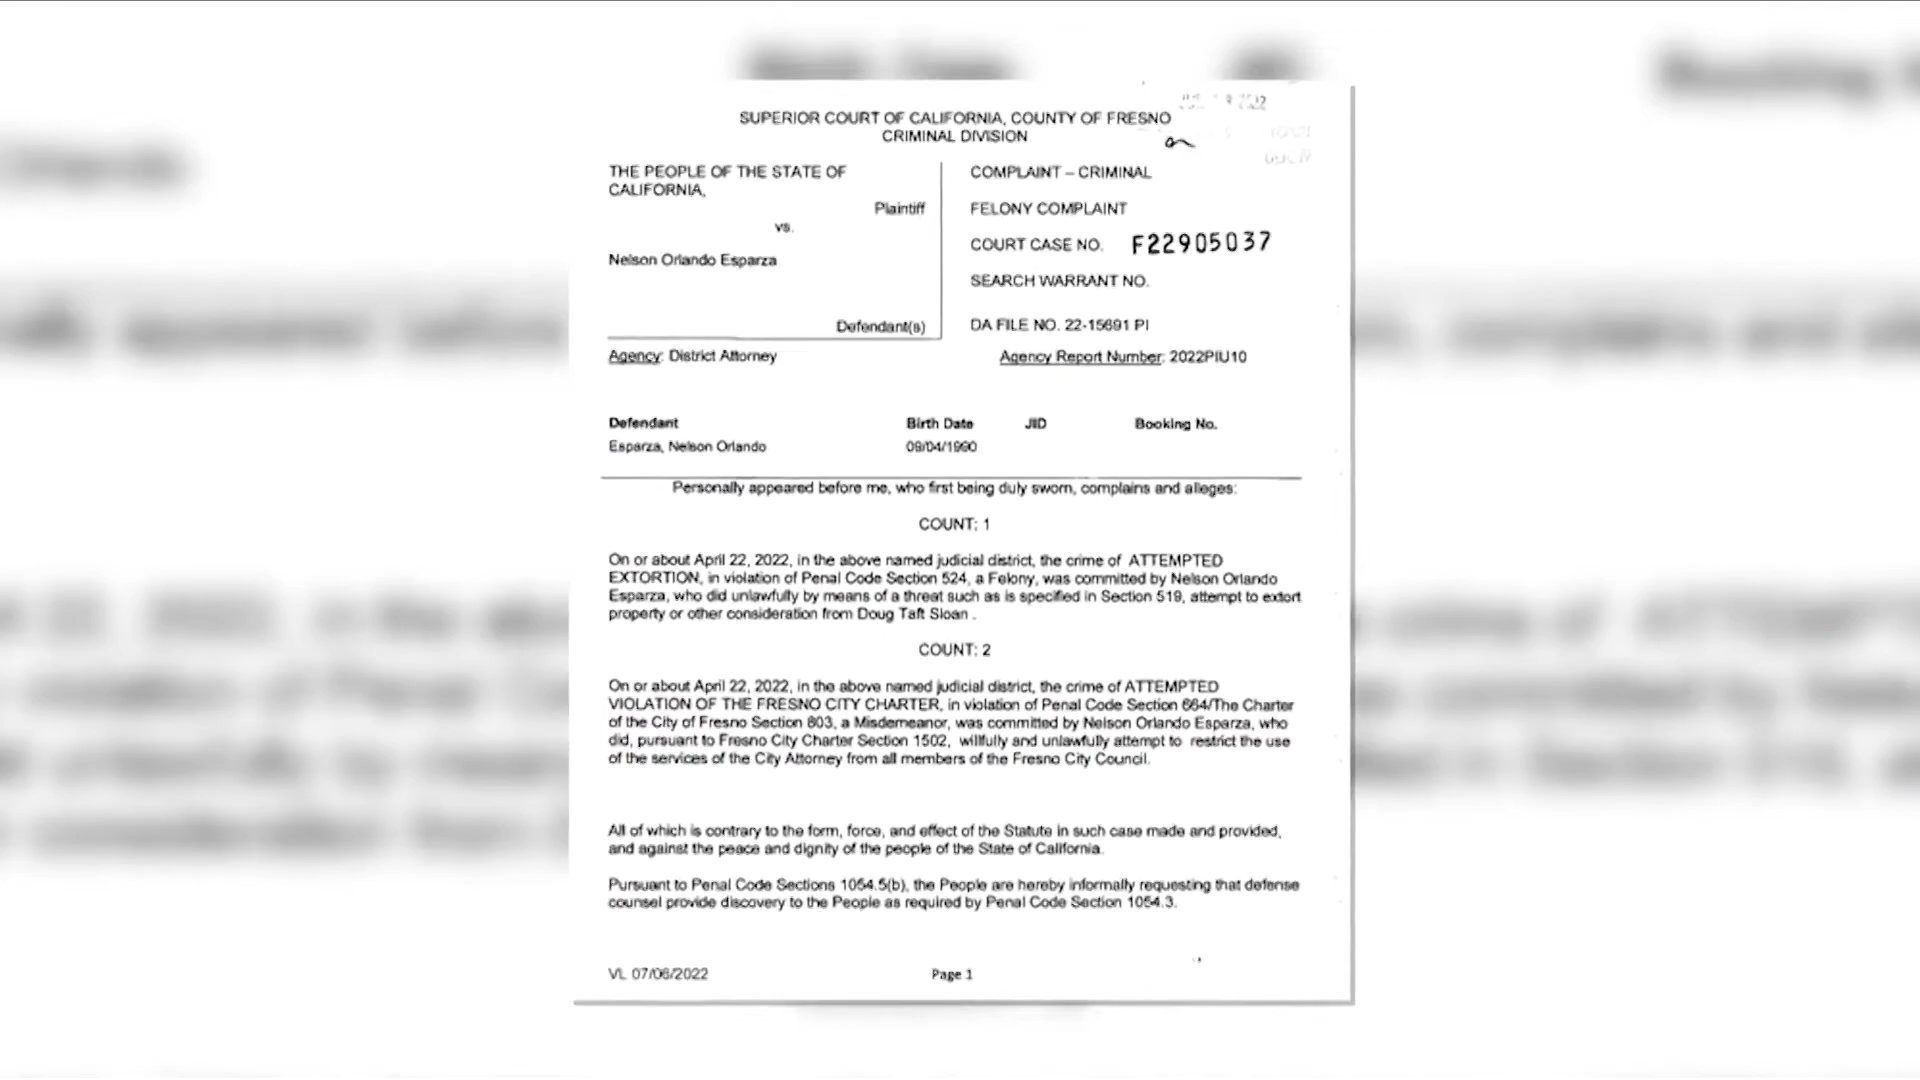 SUPERIOR COURT OF CALIFORNIA, COUNTY OF FRESNO
CRIMINAL DIVISION
THE PEOPLE OF THE STATE OF
CALIFORNIA,
Plaintiff
vs.
Nelson Orlando Esparza
Defendant(s)
COMPLAINT – CRIMINAL
FELONY COMPLAINT
COURT CASE NO. F22905037
SEARCH WARRANT NO.
DA FILE NO. 22-15691 PI
Agency: District Attorney
Agency Report Number: 2022PIU10
Defendant Birth Date JID Booking No.
Esparza, Nelson Orlando 09/04/1990
Personally appeared before me, who first being duly sworn, complains and alleges:
COUNT: 1
On or about April 22, 2022, in the above named judicial district, the crime of ATTEMPTED
EXTORTION, in violation of Penal Code Section 524, a Felony, was committed by Nelson Orlando
Esparza, who did unlawfully by means of a threat such as is specified in Section 519, attempt to extort
property or other consideration from Doug Taft Sloan .
COUNT: 2
On or about April 22, 2022, in the above named judicial district, the crime of ATTEMPTED
VIOLATION OF THE FRESNO CITY CHARTER, in violation of Penal Code Section 664/The Charter
of the City of Fresno Section 803, a Misdemeanor, was committed by Nelson Orlando Esparza, who
did, pursuant to Fresno City Charter Section 1502, willfully and unlawfully attempt to restrict the use
of the services of the City Attorney from all members of the Fresno City Council.
All of which is contrary to the form, force, and effect of the Statute in such case made and provided,
and against the peace and dignity of the people of the State of California.
Pursuant to Penal Code Sections 1054.5(b), the People are hereby informally requesting that defense
counsel provide discovery to the People as required by Penal Code Section 1054.3.
VL 07/06/2022
Page 1